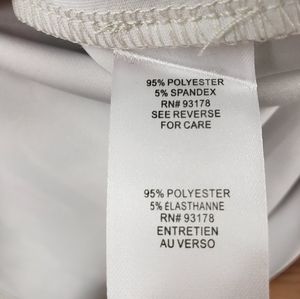 95% POLYESTER
5% SPANDEX
RN# 93178
SEE REVERSE
FOR CARE
95% POLYESTER
5% ÉLASTHANNE
RN# 93178
ENTRETIEN
AU VERSO